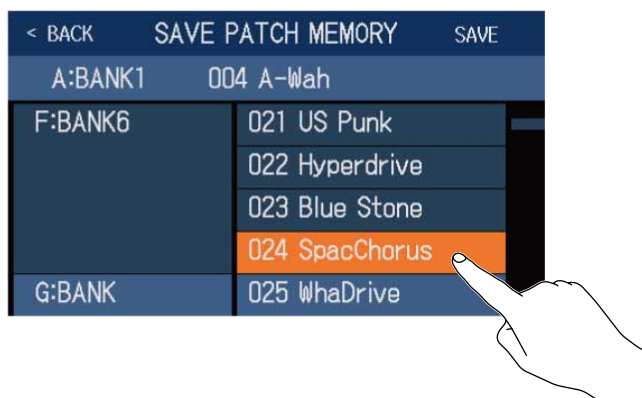 < BACK SAVE PATCH MEMORY SAVE
A:BANK1 004 A-Wah
F:BANK6 021 US Punk
022 Hyperdrive
023 Blue Stone
024 SpacChorus
G:BANK 025 WhaDrive